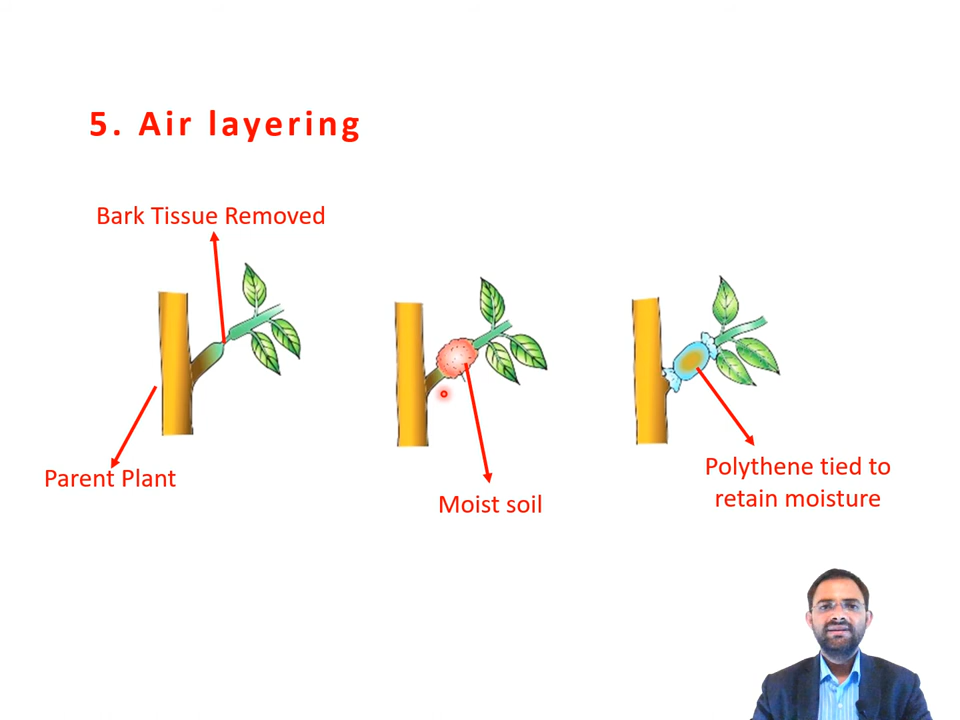 5. Air layering
Bark Tissue Removed
Parent Plant
Moist soil
Polythene tied to
retain moisture